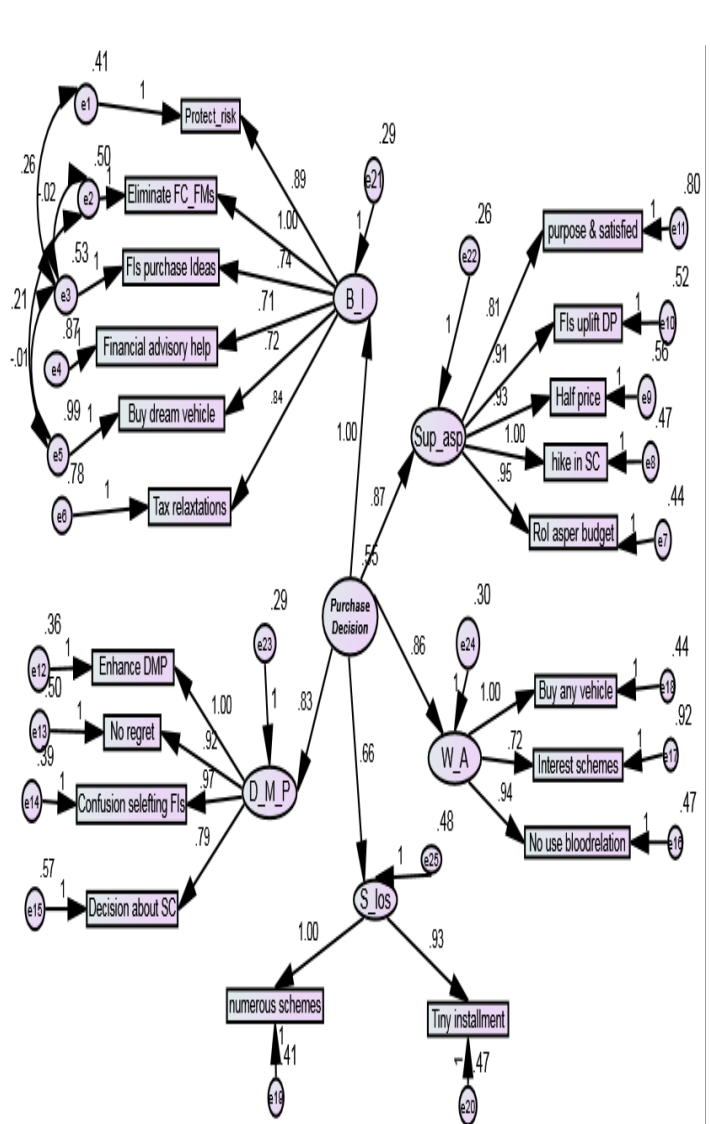 .41
1
e1
Protect_risk
.26
-.02
.50
1
e2
Eliminate FC_FMs
.53
1
e3
FIs purchase Ideas
.21
.87
1
e4
Financial advisory help
-.01
.99
1
e5
Buy dream vehicle
.78
1
e6
Tax relaxtations
.89
1.00
.74
.71
.72
.84
.29
e21
1
B_I
1.00
.26
e22
1
Sup_asp
.81
.91
.93
1.00
.95
.80
1
e11
purpose & satisfied
.52
1
e10
FIs uplift DP
.56
1
e9
Half price
.47
1
e8
hike in SC
.44
1
e7
RoI asper budget
.87
.55
Purchase
Decision
.86
.83
.66
.36
1
e12
Enhance DMP
.50
1
e13
No regret
.39
1
e14
Confusion selefting FIs
.57
1
e15
Decision about SC
1.00
.92
.97
.79
.29
e23
1
D_M_P
.30
e24
1
W_A
1.00
.72
.94
.44
1
e18
Buy any vehicle
.92
1
e17
Interest schemes
.47
1
e16
No use bloodrelation
.48
e25
1
S_los
1.00
.93
numerous schemes
1
.41
e19
Tiny installment
1
.47
e20